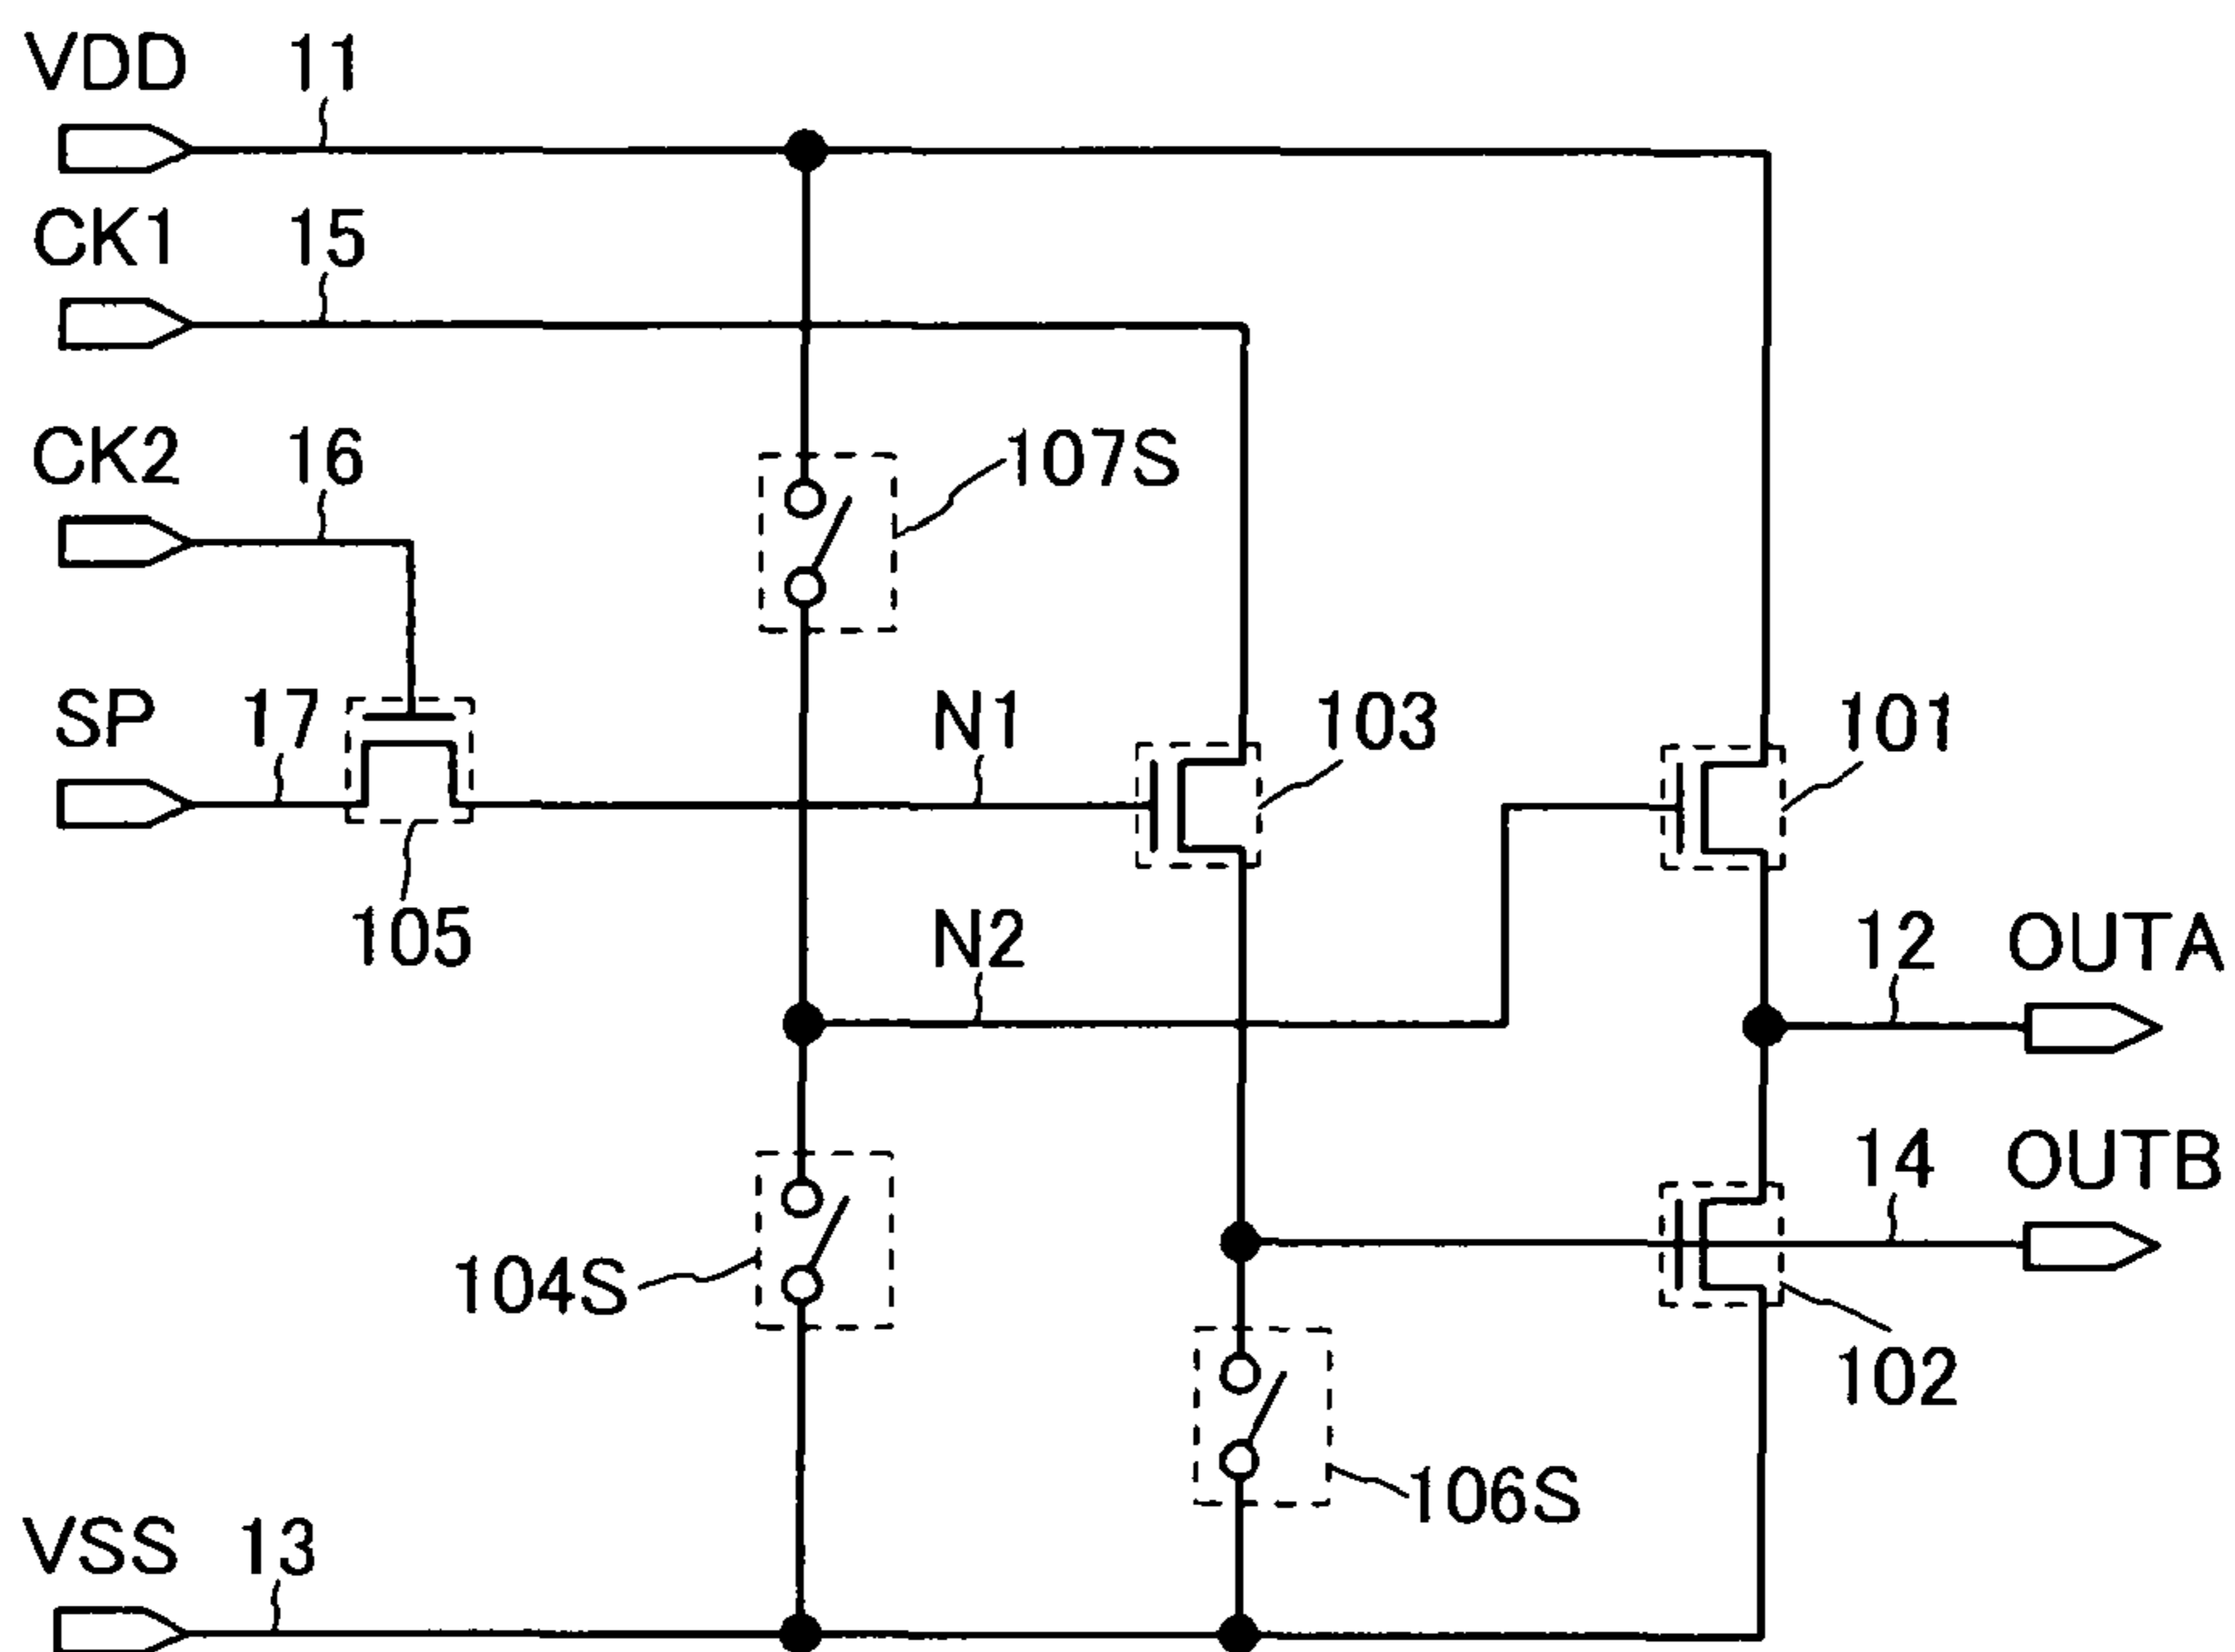 VDD 11
CK1 15
CK2 16
107S
SP 17
N1
103
101
105
N2
12 OUTA
14 OUTB
104S
102
106S
VSS 13